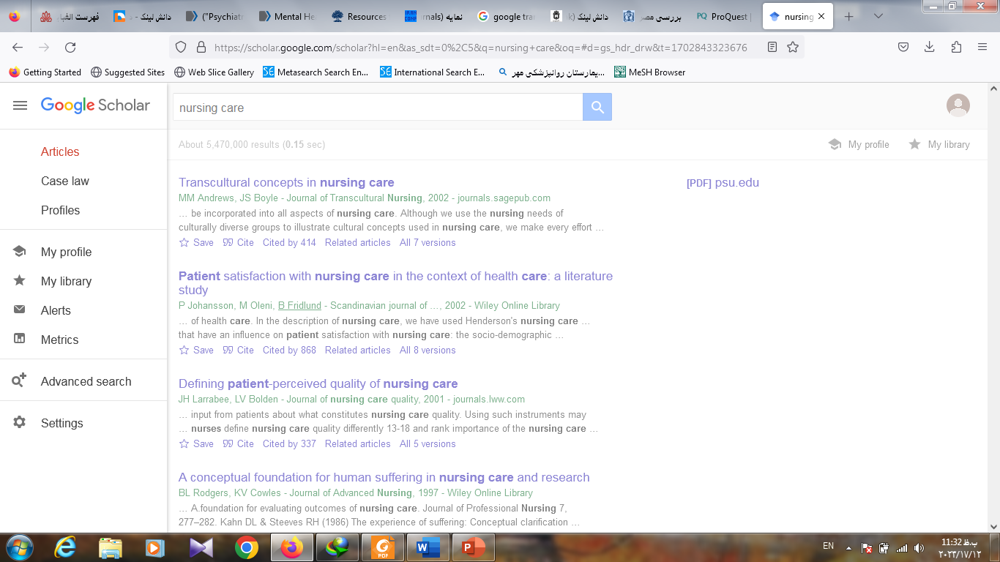 فهرست الفبای
دانش لینک - د
("Psychiatr
Mental He
Resources
نمایه (rnals
google tra
دانش لینک (k
بررسی مصر
ProQuest |
nursing
https://scholar.google.com/scholar?hl=en&as_sdt=0%2C5&q=nursing+care&oq=#d=gs_hdr_drw&t=1702843323676
Getting Started
Suggested Sites
Web Slice Gallery
Metasearch Search En...
International Search E...
بیمارستان روانپزشکی مهر...
MeSH Browser
Google Scholar
nursing care
Articles
Case law
Profiles
My profile
My library
Alerts
Metrics
Advanced search
Settings
About 5,470,000 results (0.15 sec)
My profile
My library
Transcultural concepts in nursing care
[PDF] psu.edu
MM Andrews, JS Boyle - Journal of Transcultural Nursing, 2002 - journals.sagepub.com
… be incorporated into all aspects of nursing care. Although we use the nursing needs of
culturally diverse groups to illustrate cultural concepts used in nursing care, we make every effort …
Save Cite Cited by 414 Related articles All 7 versions
Patient satisfaction with nursing care in the context of health care: a literature
study
P Johansson, M Oleni, B Fridlund - Scandinavian journal of …, 2002 - Wiley Online Library
… of health care. In the description of nursing care, we have used Henderson's nursing care …
that have an influence on patient satisfaction with nursing care: the socio-demographic …
Save Cite Cited by 868 Related articles All 8 versions
Defining patient-perceived quality of nursing care
JH Larrabee, LV Bolden - Journal of nursing care quality, 2001 - journals.lww.com
… input from patients about what constitutes nursing care quality. Using such instruments may
… nurses define nursing care quality differently 13-18 and rank importance of the nursing care …
Save Cite Cited by 337 Related articles All 5 versions
A conceptual foundation for human suffering in nursing care and research
BL Rodgers, KV Cowles - Journal of Advanced Nursing, 1997 - Wiley Online Library
… A.foundation for evaluating outcomes of nursing care. Journal of Professional Nursing 7,
277–282. Kahn DL & Steeves RH (1986) The experience of suffering: Conceptual clarification …
EN
11:32 ب.ظ
۲۰۲۳/۱۷/۱۲